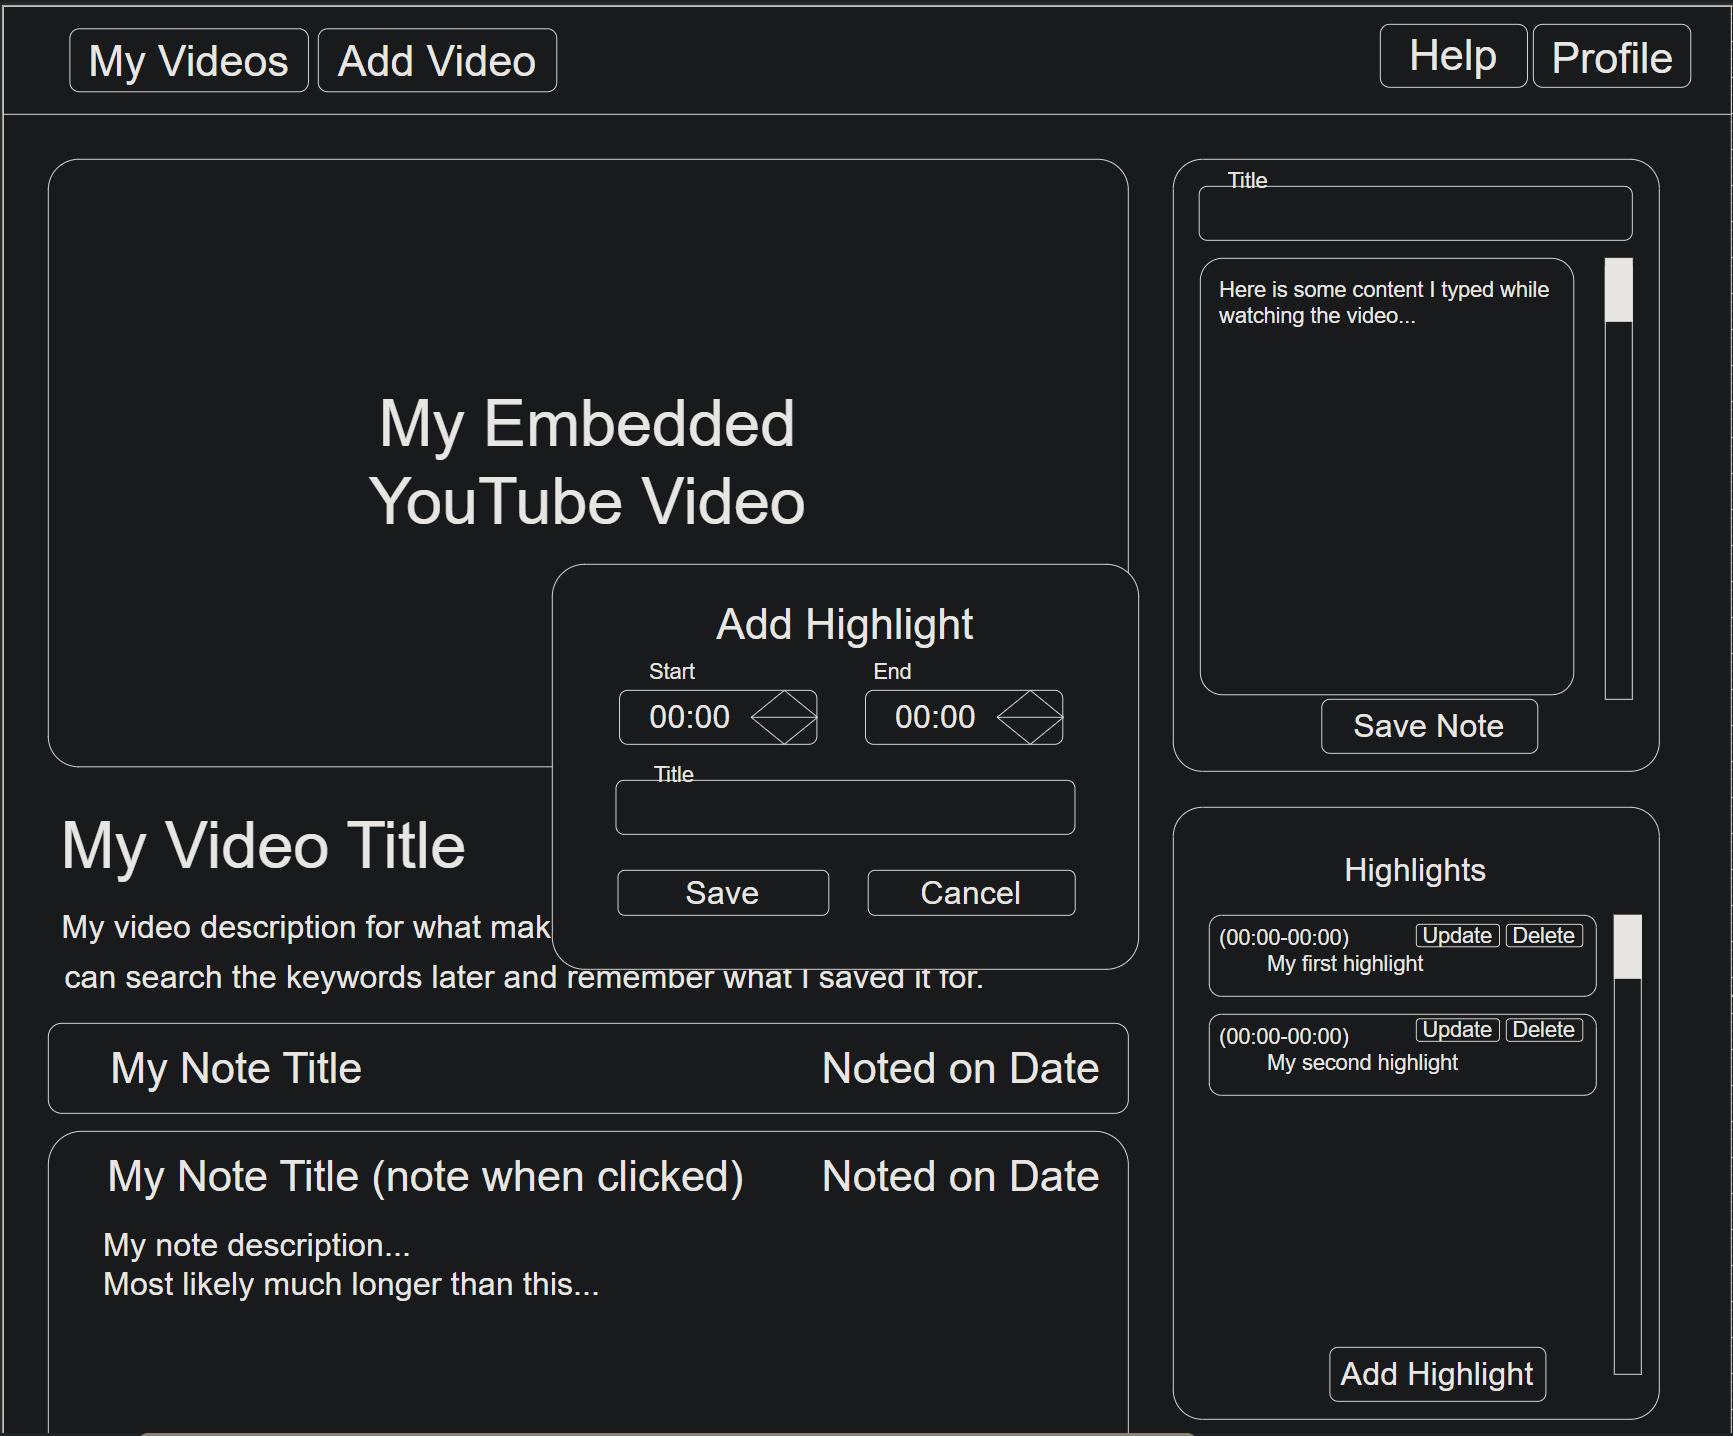 My Videos
Add Video
Help
Profile
My Embedded
YouTube Video
Title
Here is some content I typed while
watching the video...
Save Note
Add Highlight
Start
End
00:00
00:00
Title
Save
Cancel
My Video Title
My video description for what mak
can search the keywords later and remember what I saved it for.
My Note Title
Noted on Date
My Note Title (note when clicked)
Noted on Date
My note description...
Most likely much longer than this...
Highlights
(00:00-00:00)
Update
Delete
My first highlight
(00:00-00:00)
Update
Delete
My second highlight
Add Highlight